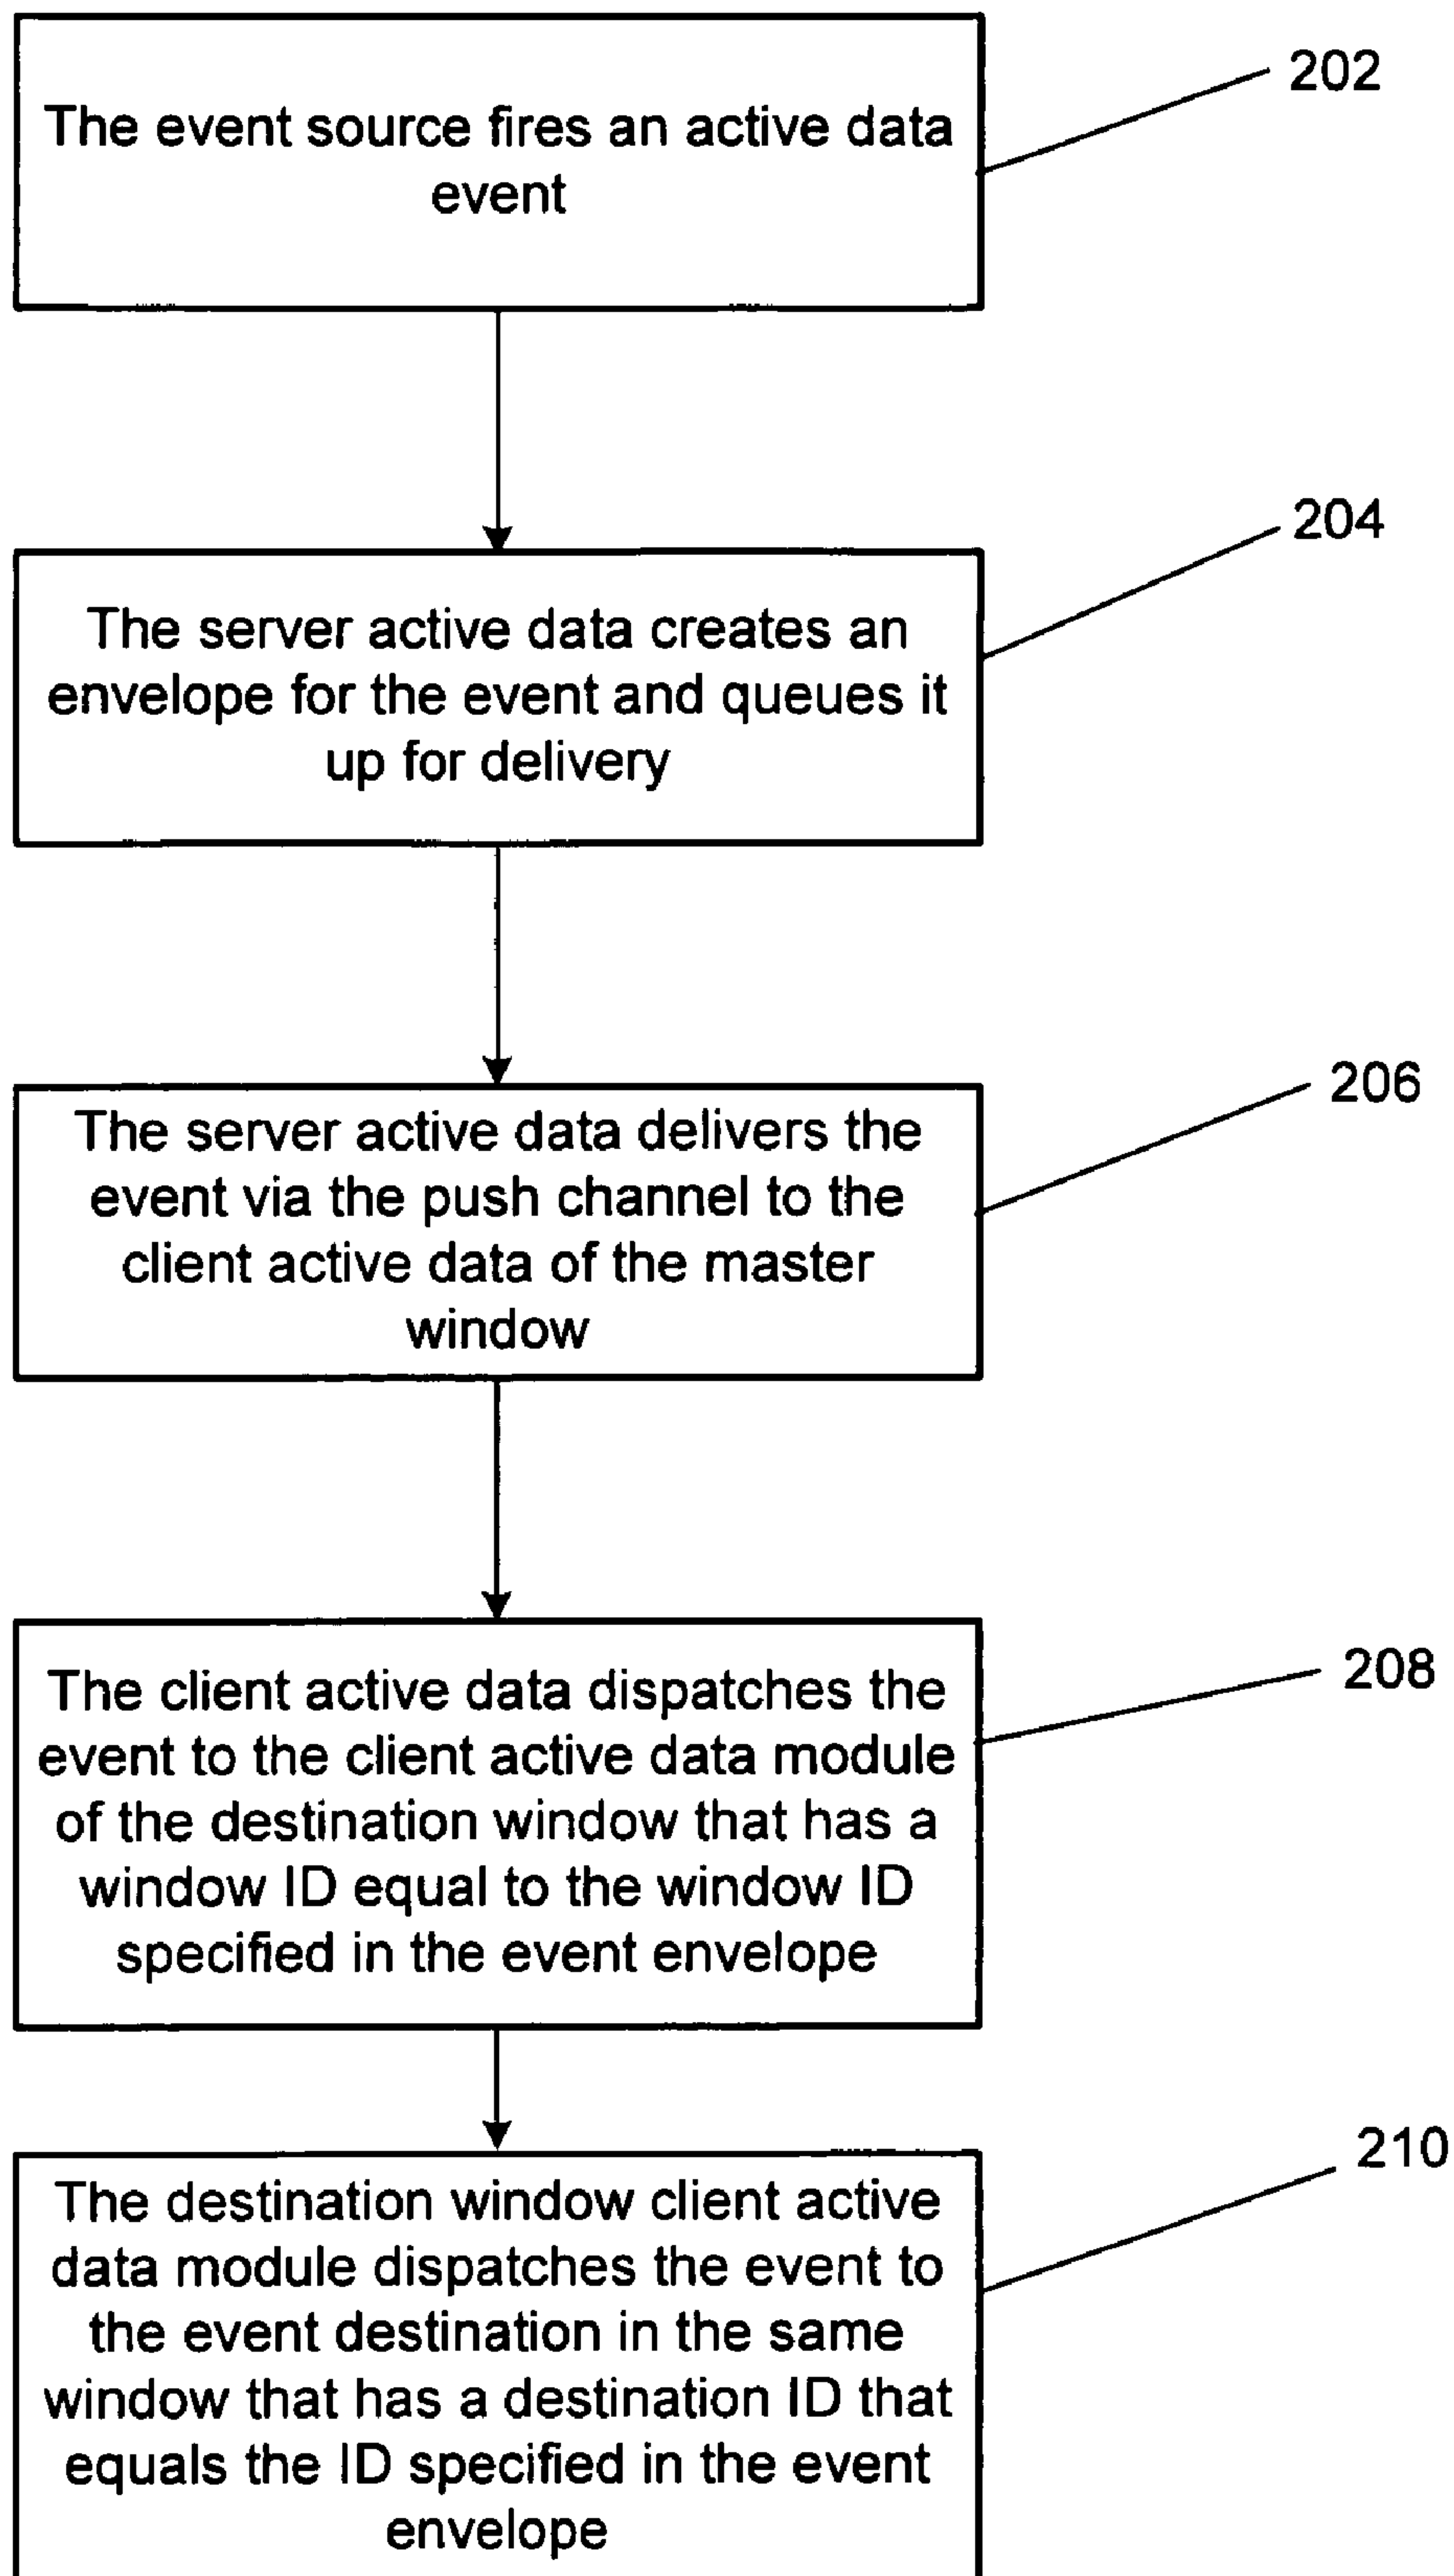 The event source fires an active data
event
202
The server active data creates an
envelope for the event and queues it
up for delivery
204
The server active data delivers the
event via the push channel to the
client active data of the master
window
206
The client active data dispatches the
event to the client active data module
of the destination window that has a
window ID equal to the window ID
specified in the event envelope
208
The destination window client active
data module dispatches the event to
the event destination in the same
window that has a destination ID that
equals the ID specified in the event
envelope
210